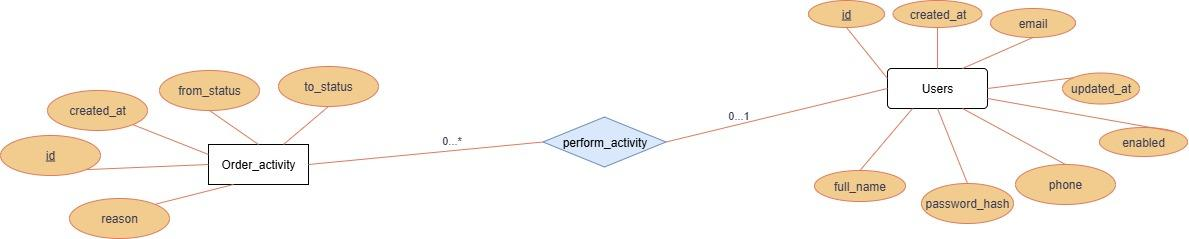 id
created_at
email
Users
updated_at
enabled
phone
password_hash
full_name
0...1
perform_activity
0...*
Order_activity
to_status
from_status
created_at
id
reason